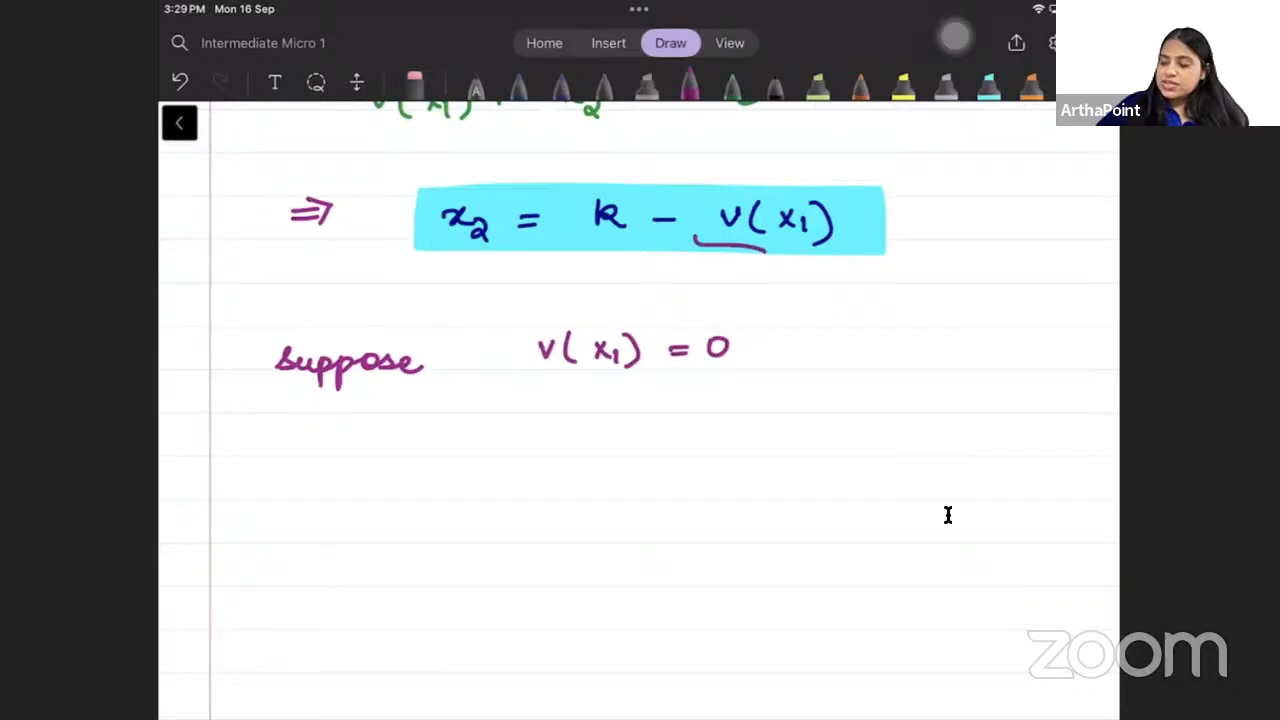 3:29 PM Mon 16 Sep
Intermediate Micro 1
Home Insert Draw View
ArthaPoint
⇒ x₂ = k - v(x₁)
suppose v(x₁) = 0
zoom